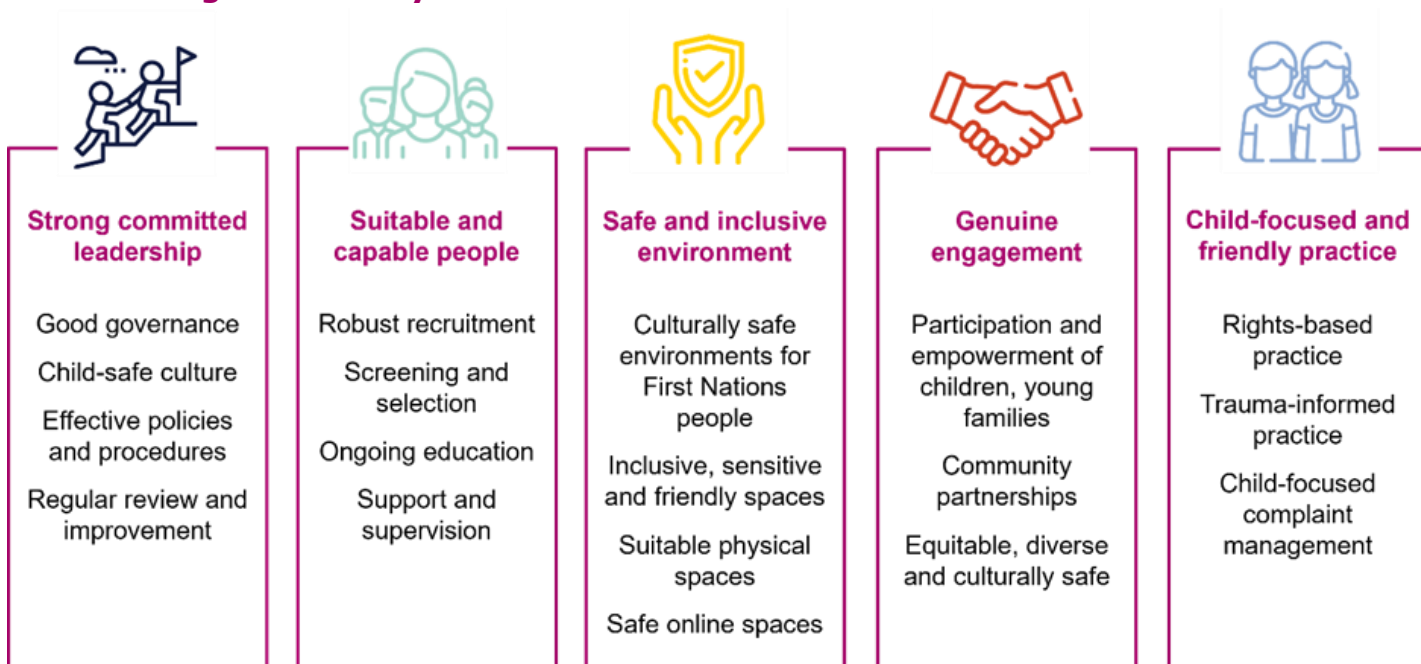 Strong committed
leadership
Good governance
Child-safe culture
Effective policies
and procedures
Regular review and
improvement
Suitable and
capable people
Robust recruitment
Screening and
selection
Ongoing education
Support and
supervision
Safe and inclusive
environment
Culturally safe
environments for
First Nations
people
Inclusive, sensitive
and friendly spaces
Suitable physical
spaces
Safe online spaces
Genuine
engagement
Participation and
empowerment of
children, young
families
Community
partnerships
Equitable, diverse
and culturally safe
Child-focused and
friendly practice
Rights-based
practice
Trauma-informed
practice
Child-focused
complaint
management